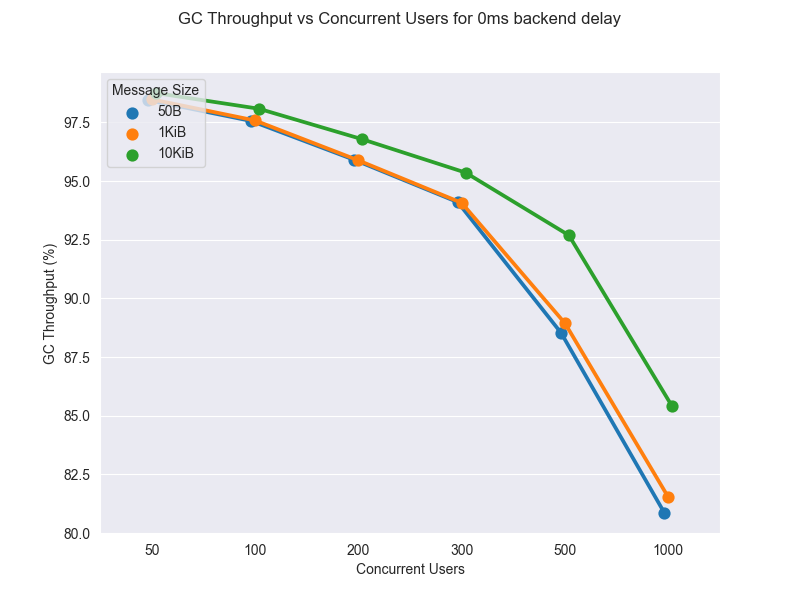 GC Throughput vs Concurrent Users for 0ms backend delay
Message Size
50B
1KiB
10KiB
GC Throughput (%)
97.5
95.0
92.5
90.0
87.5
85.0
82.5
80.0
50 100 200 300 500 1000
Concurrent Users